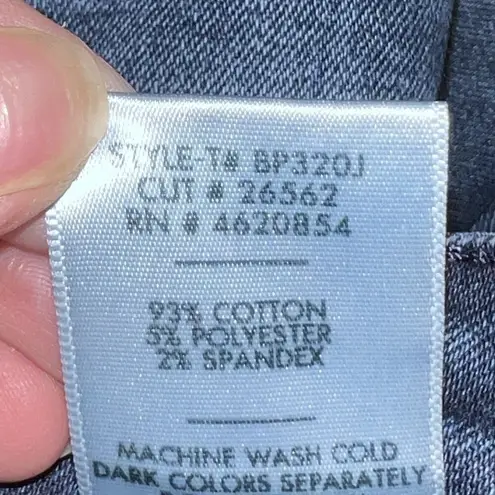 STYLE-T# BP320J
CUT # 26562
RN # 4620854
93% COTTON
5% POLYESTER
2% SPANDEX
MACHINE WASH COLD
DARK COLORS SEPARATELY